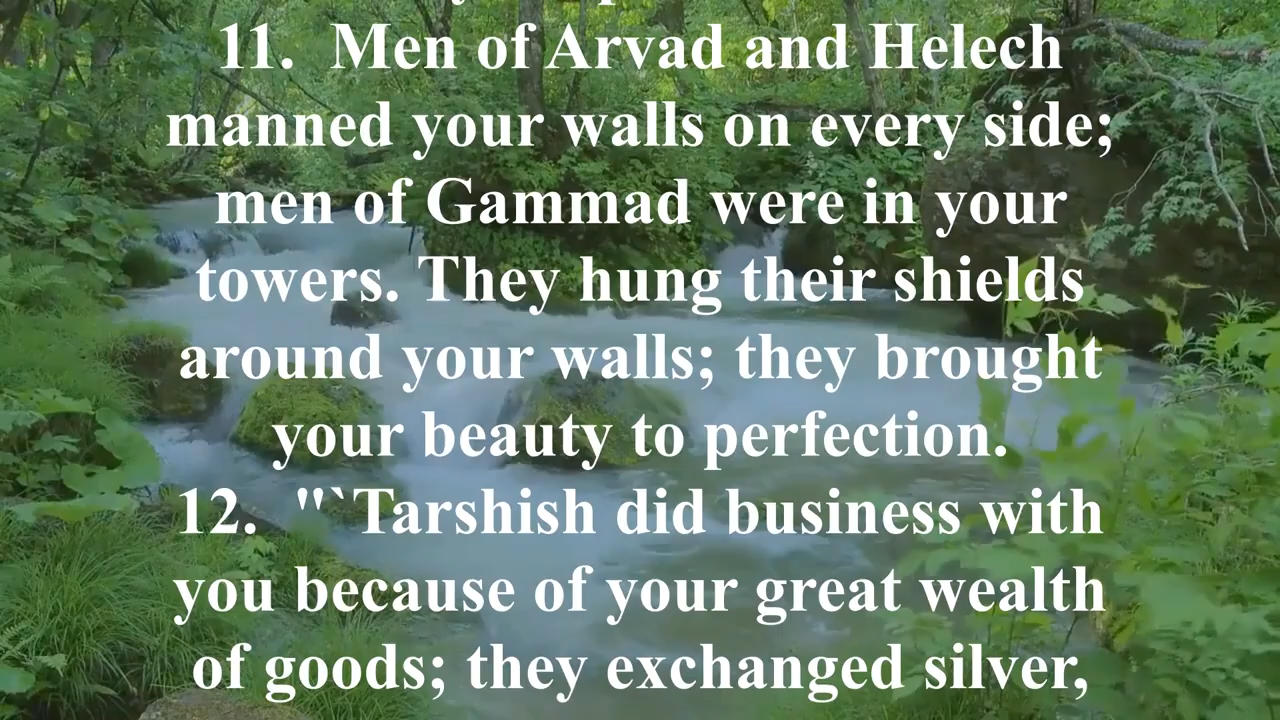 11.  Men of Arvad and Helech
manned your walls on every side;
men of Gammad were in your
towers. They hung their shields
around your walls; they brought
your beauty to perfection.
12.  "`Tarshish did business with
you because of your great wealth
of goods; they exchanged silver,